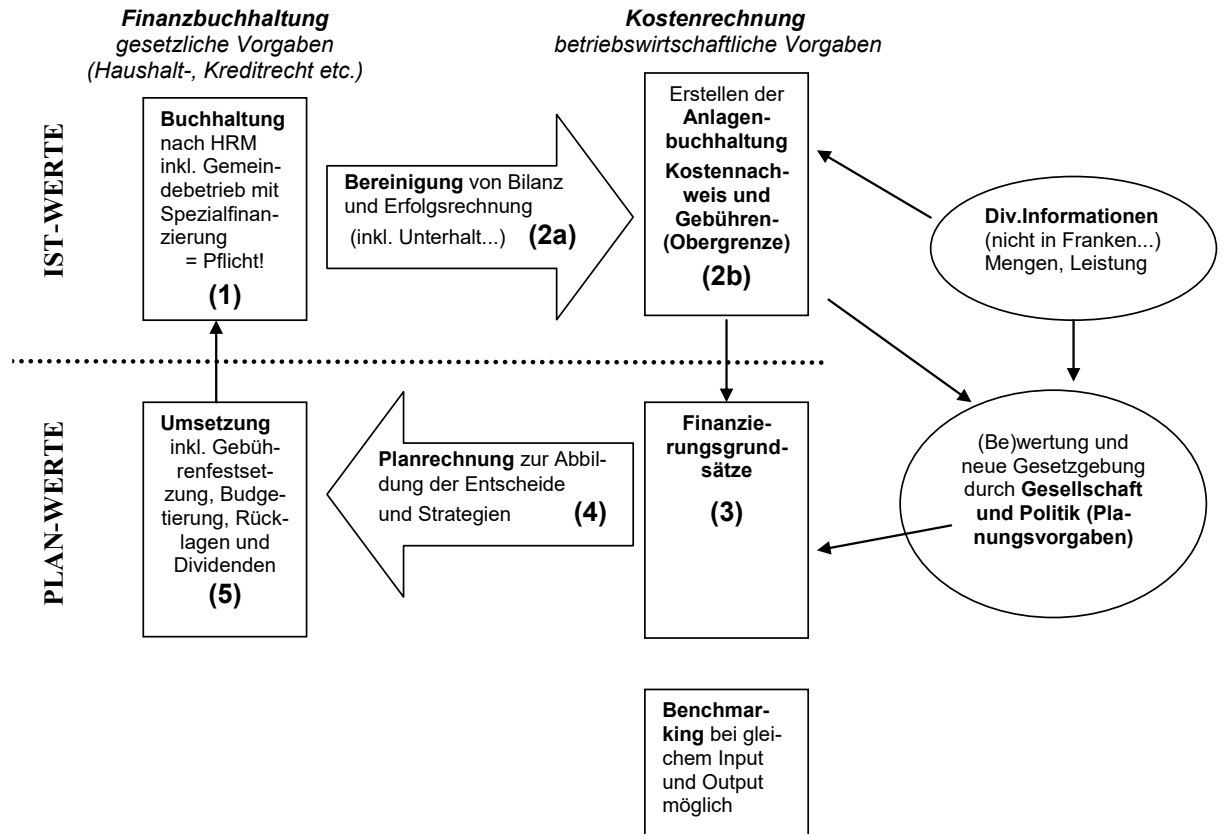 Finanzbuchhaltung
gesetzliche Vorgaben
(Haushalt-, Kreditrecht etc.)
Kostenrechnung
betriebswirtschaftliche Vorgaben
IST-WERTE
Buchhaltung
nach HRM
inkl. Gemein-
debetrieb mit
Spezialfinan-
zierung
= Pflicht!
(1)
Bereinigung von Bilanz
und Erfolgsrechnung
(inkl. Unterhalt...) (2a)
Erstellen der
Anlagen-
buchhaltung
Kostennach-
weis und
Gebühren-
(Obergrenze)
(2b)
Div.Informationen
(nicht in Franken...)
Mengen, Leistung
PLAN-WERTE
Umsetzung
inkl. Gebüh-
renfestset-
zung, Budge-
tierung, Rück-
lagen und
Dividenden
(5)
Planrechnung zur Abbil-
dung der Entscheide
und Strategien (4)
Finanzie-
rungsgrund-
sätze
(3)
(Be)wertung und
neue Gesetzgebung
durch Gesellschaft
und Politik (Pla-
nungsvorgaben)
Benchmar-
king bei glei-
chem Input
und Output
möglich